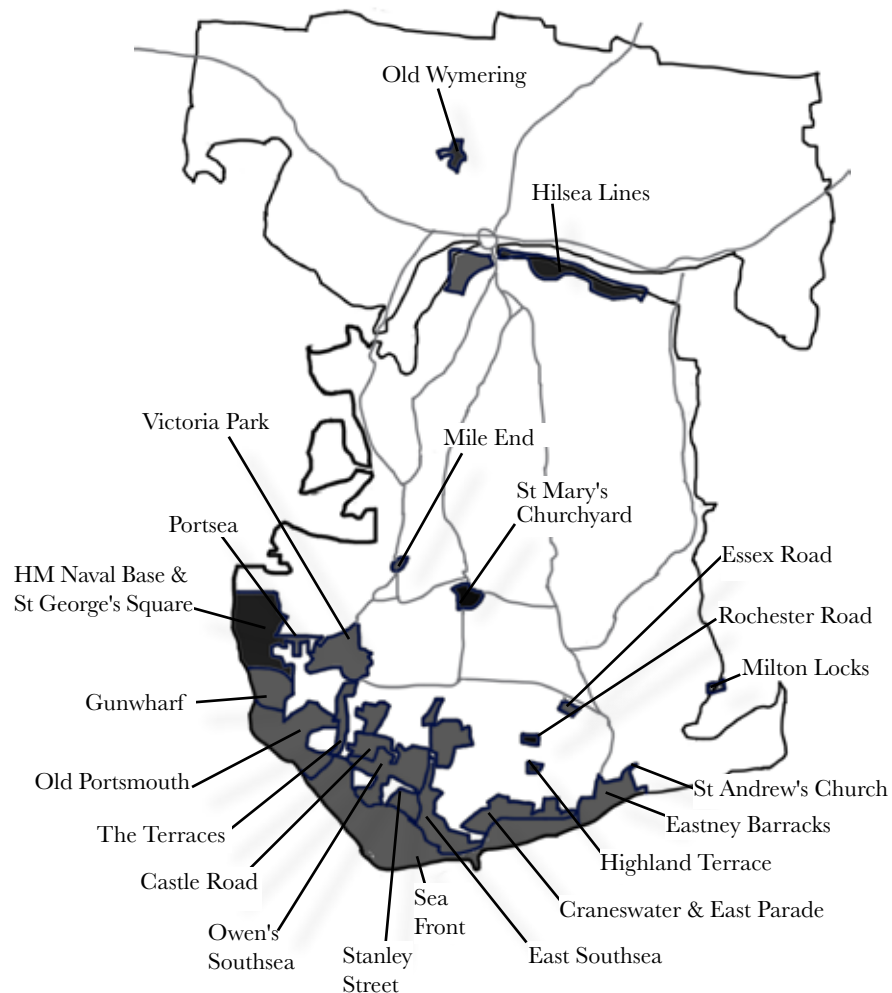 Old Wymering
Hilsea Lines
Victoria Park
Mile End
St Mary's
Churchyard
Portsea
Essex Road
HM Naval Base &
St George's Square
Rochester Road
Milton Locks
Gunwharf
Old Portsmouth
St Andrew's Church
Eastney Barracks
The Terraces
Highland Terrace
Castle Road
Sea
Front
Craneswater & East Parade
Owen's
Southsea
Stanley
Street
East Southsea